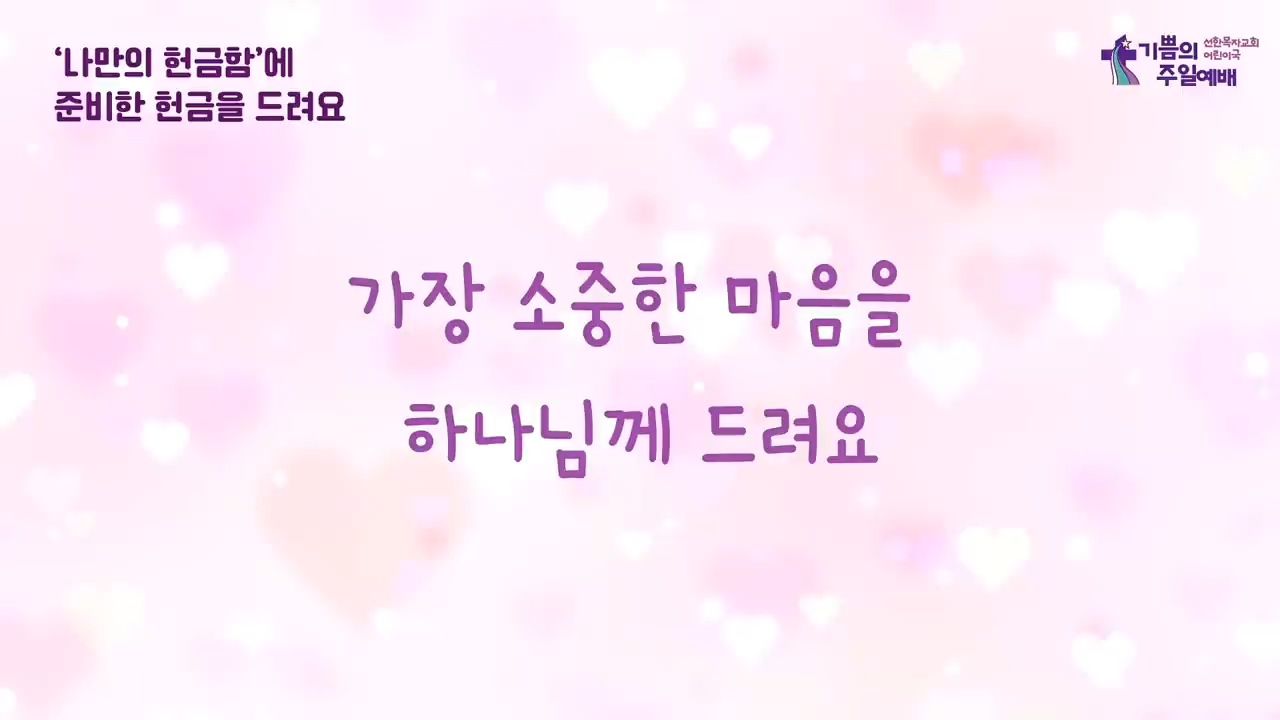 ‘나만의 헌금함’에
준비한 헌금을 드려요
기쁨의
선한목자교회
어린이국
주일예배
가장 소중한 마음을
하나님께 드려요